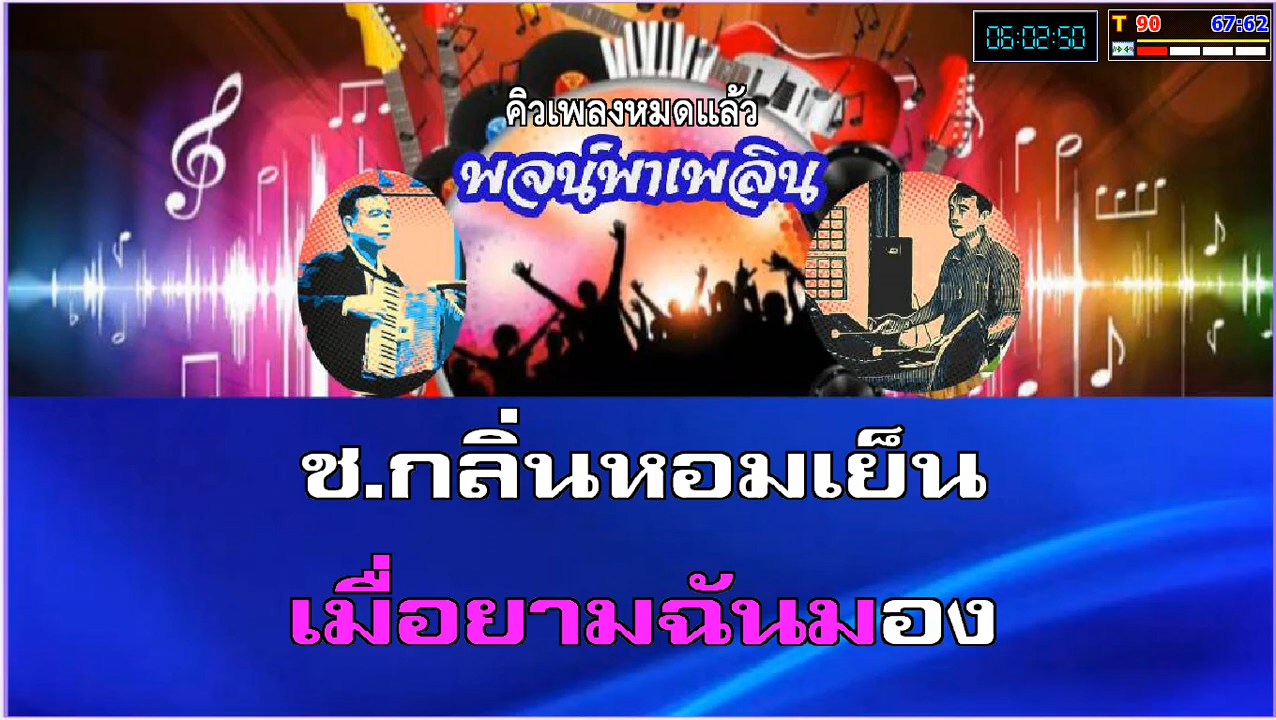 06:02:50
T 90 67:62
คิวเพลงหมดแล้ว
พจน์พาเพลิน
ช.กลิ่นหอมเย็น
เมื่อยามฉันมอง